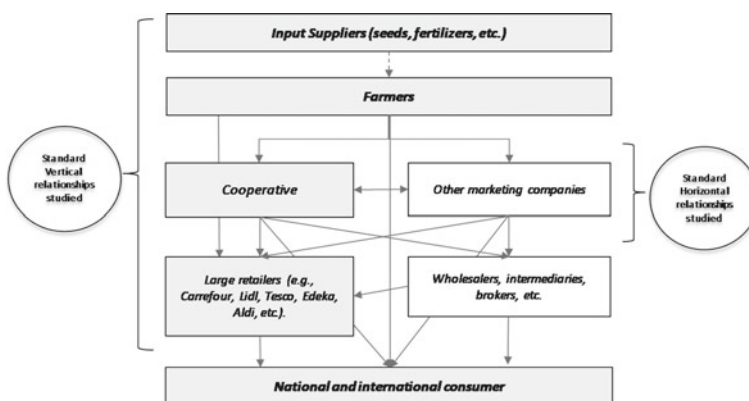 Input Suppliers (seeds, fertilizers, etc.)
Farmers
Standard
Vertical
relationships
studied
Cooperative
Other marketing companies
Standard
Horizontal
relationships
studied
Large retailers (e.g.,
Carrefour, Lidl, Tesco, Edeka,
Aldi, etc.).
Wholesalers, intermediaries,
brokers, etc.
National and international consumer